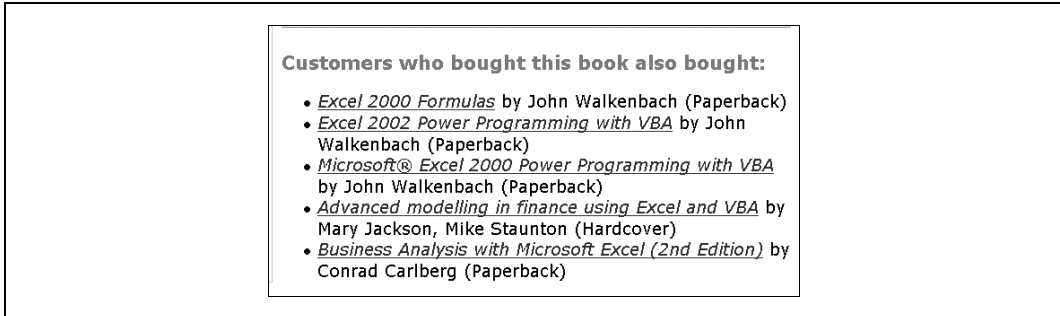 Customers who bought this book also bought:
• Excel 2000 Formulas by John Walkenbach (Paperback)
• Excel 2002 Power Programming with VBA by John
Walkenbach (Paperback)
• Microsoft® Excel 2000 Power Programming with VBA
by John Walkenbach (Paperback)
• Advanced modelling in finance using Excel and VBA by
Mary Jackson, Mike Staunton (Hardcover)
• Business Analysis with Microsoft Excel (2nd Edition) by
Conrad Carlberg (Paperback)